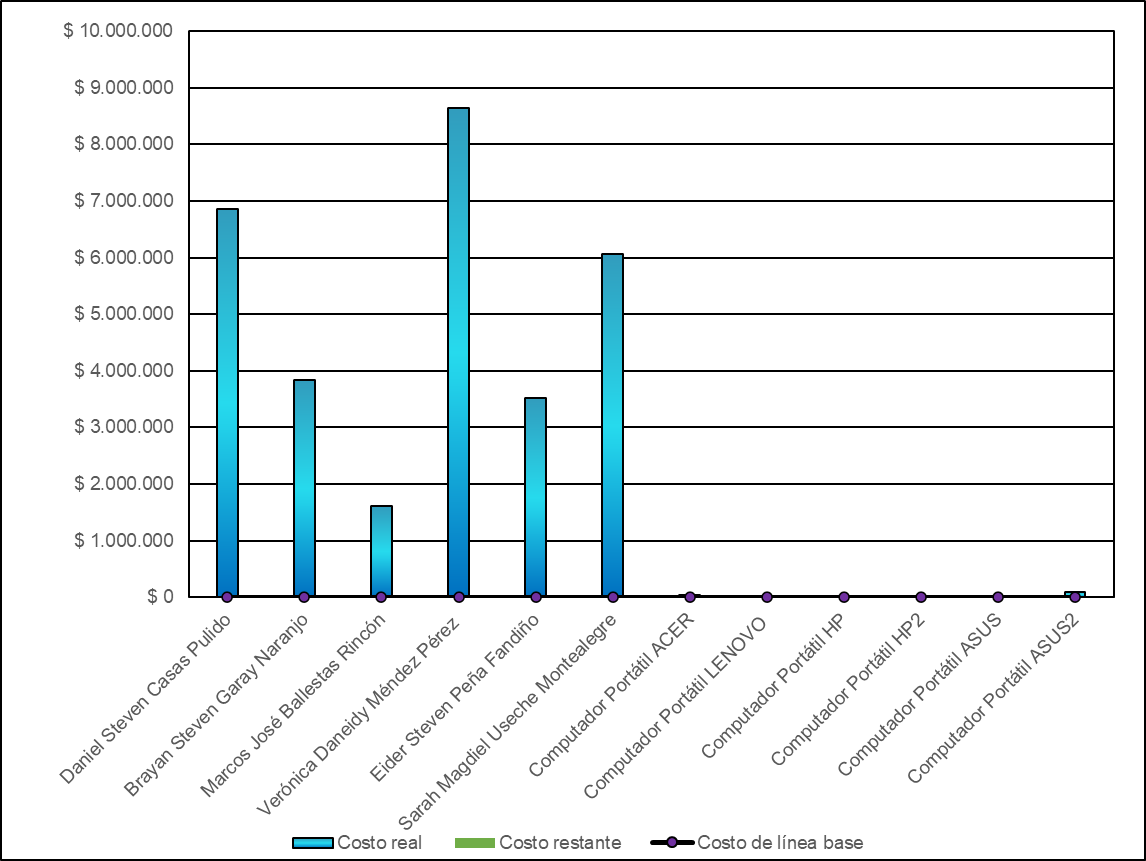 $ 10.000.000
$ 9.000.000
$ 8.000.000
$ 7.000.000
$ 6.000.000
$ 5.000.000
$ 4.000.000
$ 3.000.000
$ 2.000.000
$ 1.000.000
$ 0
Daniel Steven Casas Pulido
Brayan Steven Garay Naranjo
Marcos José Ballestas Rincón
Verónica Daneidy Méndez Pérez
Eider Steven Peña Fandiño
Sarah Magdiel Useche Montealegre
Computador Portátil ACER
Computador Portátil LENOVO
Computador Portátil HP
Computador Portátil HP2
Computador Portátil ASUS
Computador Portátil ASUS2
Costo real
Costo restante
Costo de línea base